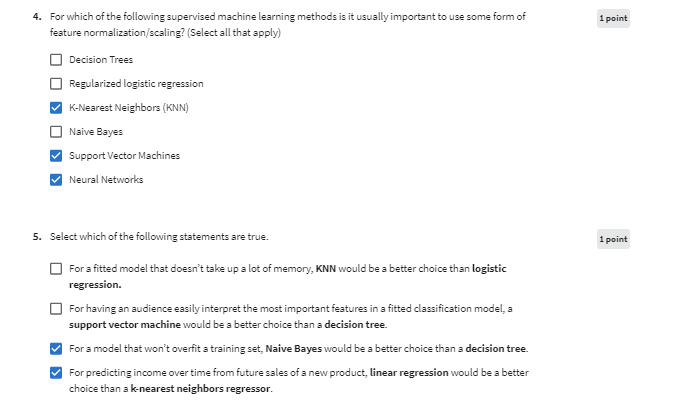 4. For which of the following supervised machine learning methods is it usually important to use some form of
1 point
feature normalization/scaling? (Select all that apply)
Decision Trees
Regularized logistic regression
K-Nearest Neighbors (KNN)
Naive Bayes
Support Vector Machines
Neural Networks
5. Select which of the following statements are true.
1 point
For a fitted model that doesn't take up a lot of memory, KNN would be a better choice than logistic
regression.
For having an audience easily interpret the most important features in a fitted classification model, a
support vector machine would be a better choice than a decision tree.
For a model that won't overfit a training set, Naive Bayes would be a better choice than a decision tree.
For predicting income over time from future sales of a new product, linear regression would be a better
choice than a k-nearest neighbors regressor.